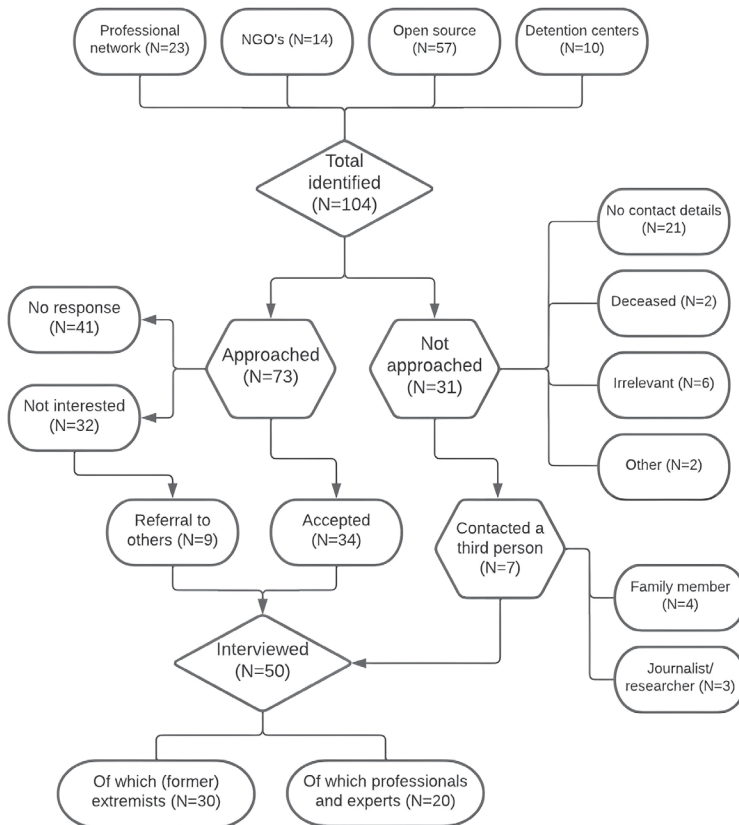 Professional
network (N=23)
NGO's (N=14)
Open source
(N=57)
Detention centers
(N=10)
Total
identified
(N=104)
No contact details
(N=21)
Deceased (N=2)
Irrelevant (N=6)
Other (N=2)
No response
(N=41)
Approached
(N=73)
Not
approached
(N=31)
Not interested
(N=32)
Referral to
others (N=9)
Accepted
(N=34)
Contacted a
third person
(N=7)
Family member
(N=4)
Journalist/
researcher (N=3)
Interviewed
(N=50)
Of which (former)
extremists (N=30)
Of which professionals
and experts (N=20)